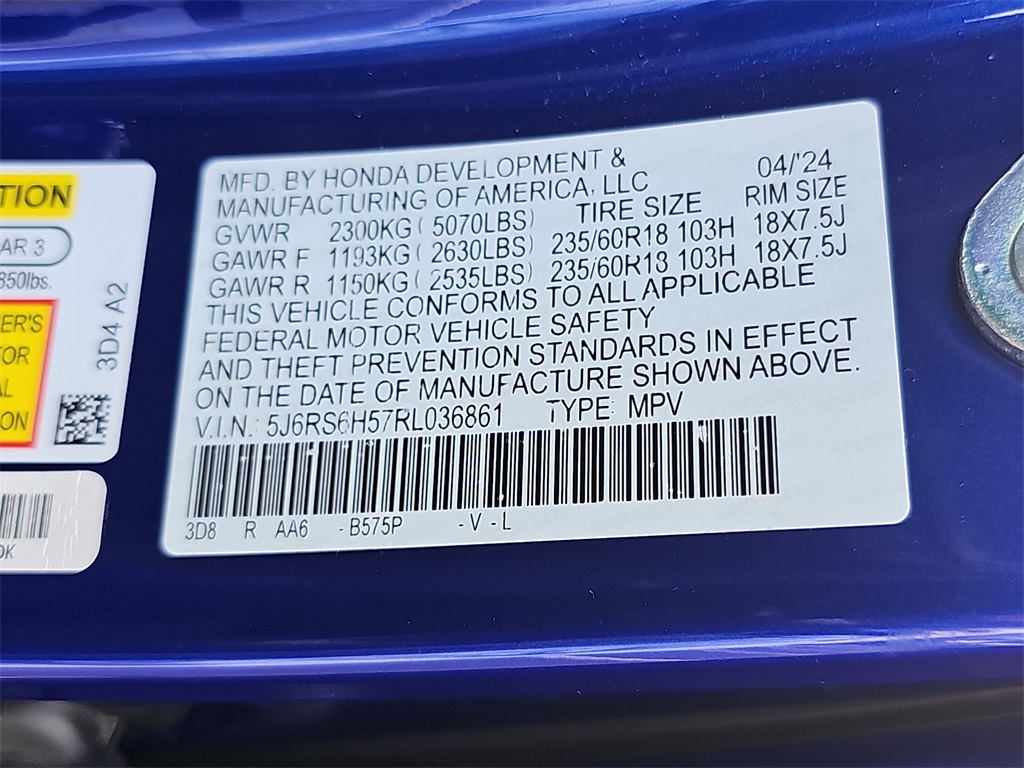 TION
AR 3
850lbs.
ER'S
FOR
AL
ION
3D4 A2
OK
MFD. BY HONDA DEVELOPMENT & 04/'24
MANUFACTURING OF AMERICA, LLC RIM SIZE
GVWR 2300KG ( 5070LBS) TIRE SIZE
GAWR F 1193KG ( 2630LBS) 235/60R18 103H 18X7.5J
GAWR R 1150KG ( 2535LBS) 235/60R18 103H 18X7.5J
THIS VEHICLE CONFORMS TO ALL APPLICABLE
FEDERAL MOTOR VEHICLE SAFETY
AND THEFT PREVENTION STANDARDS IN EFFECT
ON THE DATE OF MANUFACTURE SHOWN ABOVE.
V.I.N.: 5J6RS6H57RL036861 TYPE: MPV
3D8 R AA6 -B575P -V-L